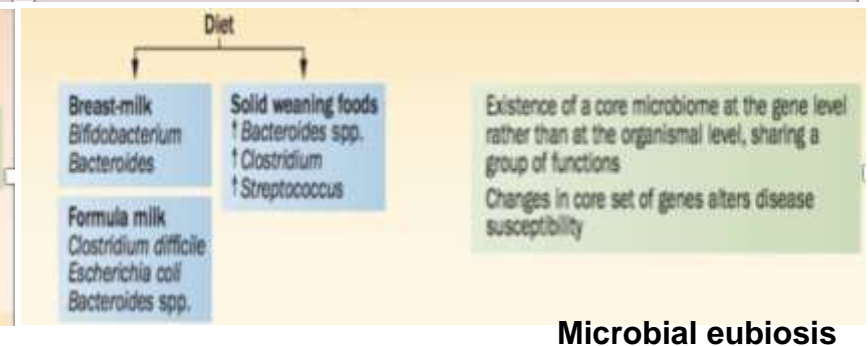 Diet
Breast-milk
Bifidobacterium
Bacteroides
Solid weaning foods
↑ Bacteroides spp.
↑ Clostridium
↑ Streptococcus
Formula milk
Clostridium difficile
Escherichia coli
Bacteroides spp.
Existence of a core microbiome at the gene level
rather than at the organismal level, sharing a
group of functions
Changes in core set of genes alters disease
susceptibility
Microbial eubiosis